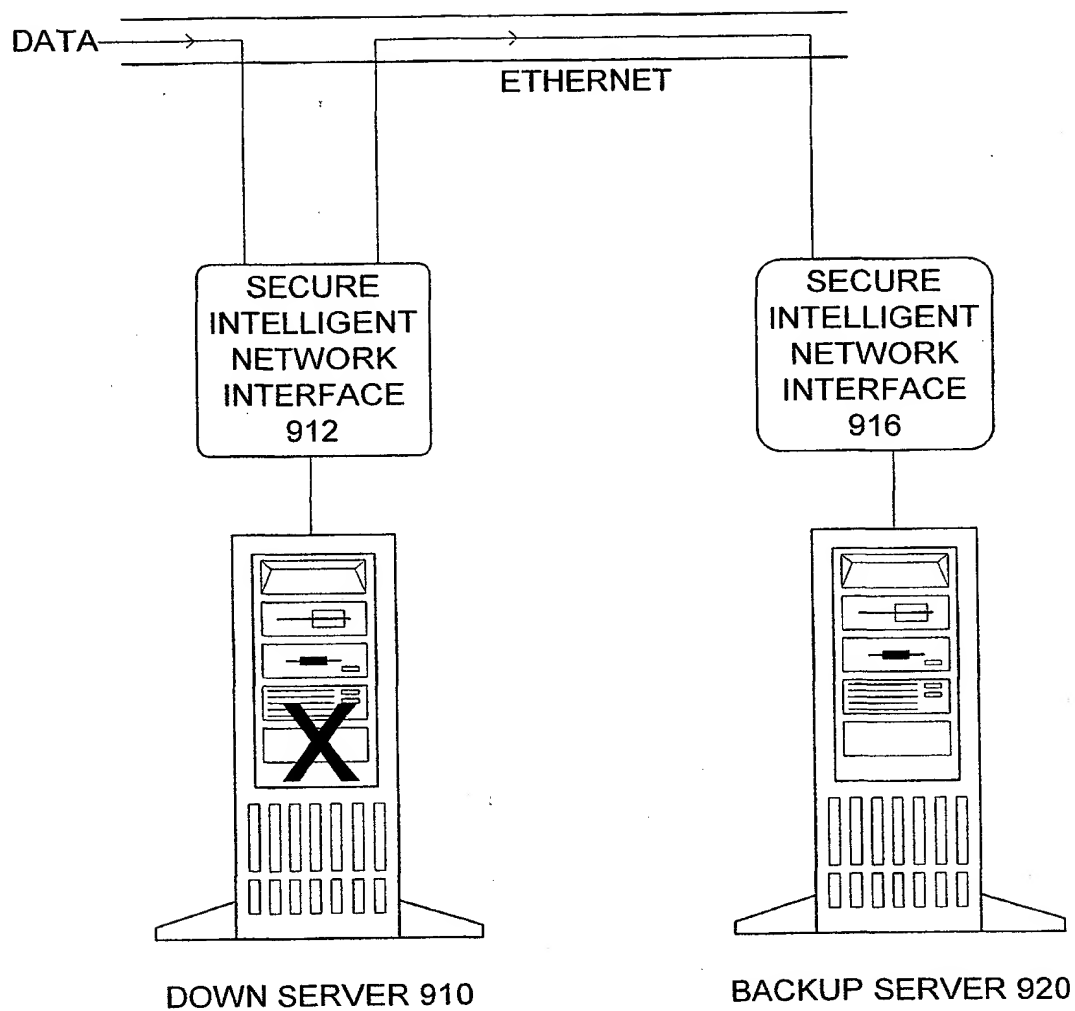 DATA
ETHERNET
SECURE
INTELLIGENT
NETWORK
INTERFACE
912
SECURE
INTELLIGENT
NETWORK
INTERFACE
916
X
DOWN SERVER 910
BACKUP SERVER 920